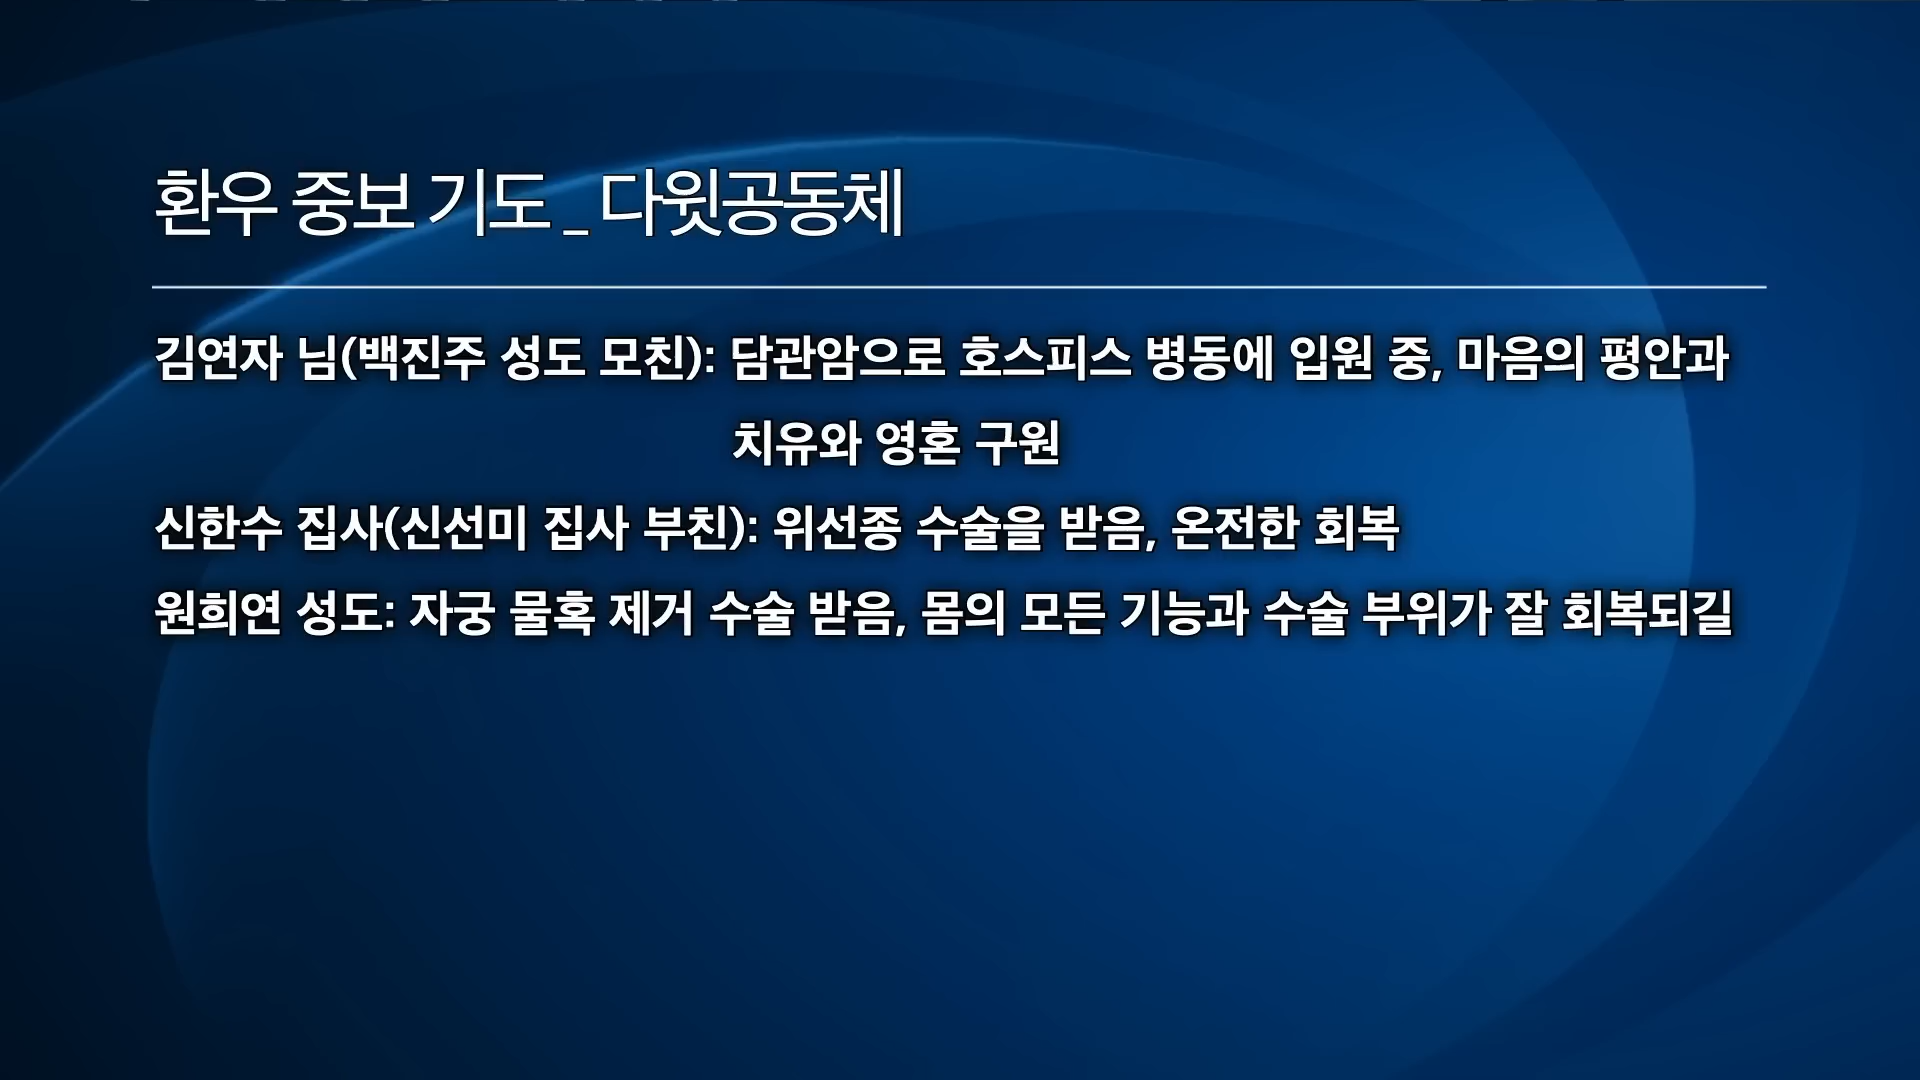 환우 중보 기도 _ 다윗공동체
김연자 님(백진주 성도 모친): 담관암으로 호스피스 병동에 입원 중, 마음의 평안과
치유와 영혼 구원
신한수 집사(신선미 집사 부친): 위선종 수술을 받음, 온전한 회복
원희연 성도: 자궁 물혹 제거 수술 받음, 몸의 모든 기능과 수술 부위가 잘 회복되길